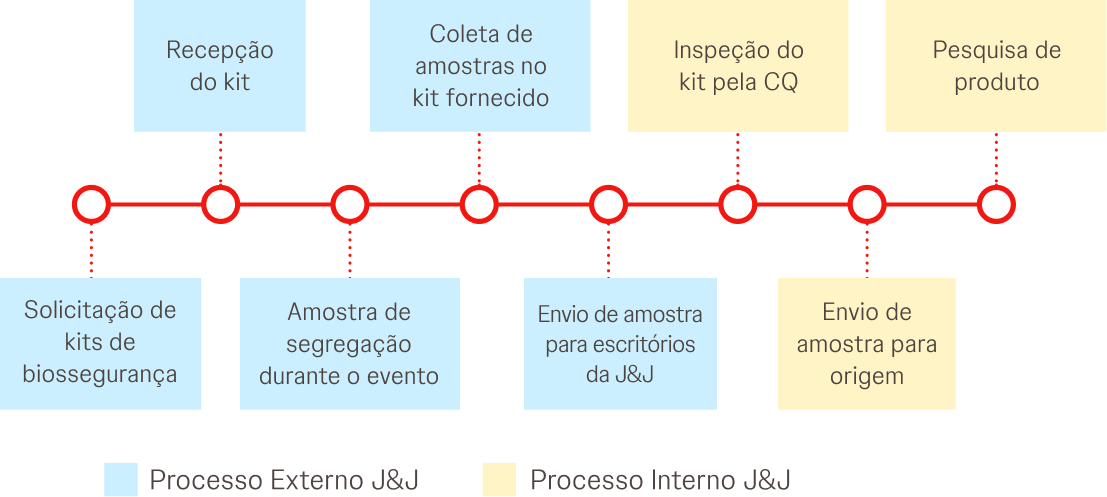 Recepção
do kit
Coleta de
amostras no
kit fornecido
Inspeção do
kit pela CQ
Pesquisa de
produto
Solicitação de
kits de
biossegurança
Amostra de
segregação
durante o evento
Envio de amostra
para escritórios
da J&J
Envio de
amostra para
origem
Processo Externo J&J
Processo Interno J&J